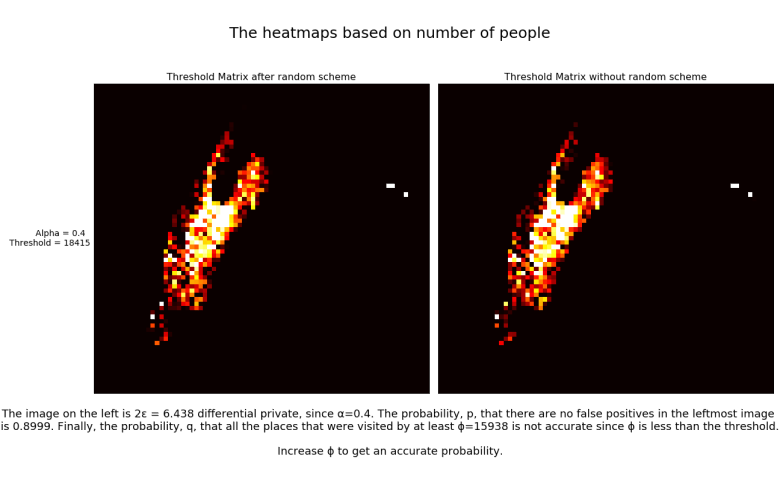 The heatmaps based on number of people
Threshold Matrix after random scheme
Threshold Matrix without random scheme
Alpha = 0.4
Threshold = 18415
The image on the left is 2ε = 6.438 differential private, since α=0.4. The probability, p, that there are no false positives in the leftmost image
is 0.8999. Finally, the probability, q, that all the places that were visited by at least ϕ=15938 is not accurate since ϕ is less than the threshold.
Increase ϕ to get an accurate probability.